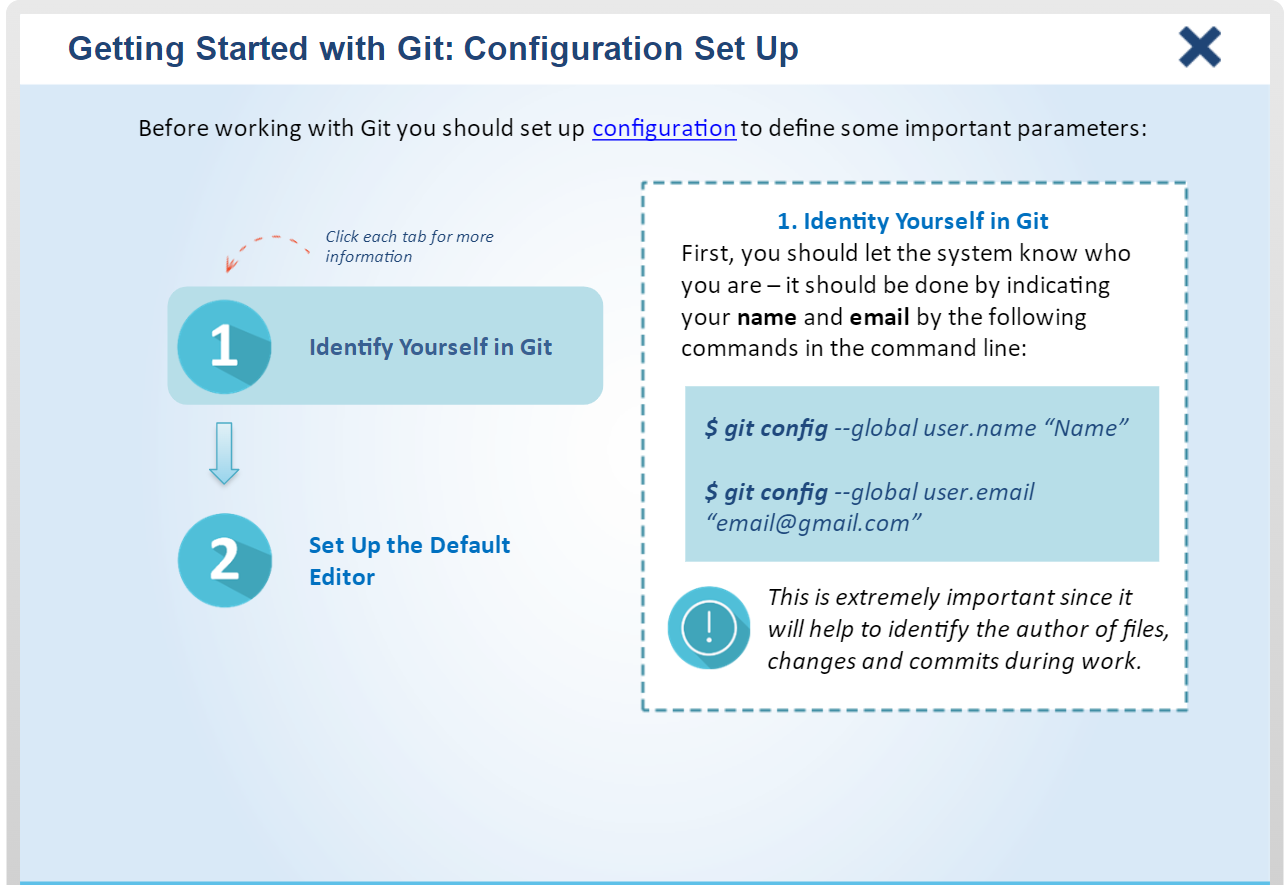 Getting Started with Git: Configuration Set Up
Before working with Git you should set up configuration to define some important parameters:
Click each tab for more
information
1
Identify Yourself in Git
2
Set Up the Default
Editor
1. Identity Yourself in Git
First, you should let the system know who
you are – it should be done by indicating
your name and email by the following
commands in the command line:
$ git config --global user.name “Name”
$ git config --global user.email
“email@gmail.com”
!
This is extremely important since it
will help to identify the author of files,
changes and commits during work.